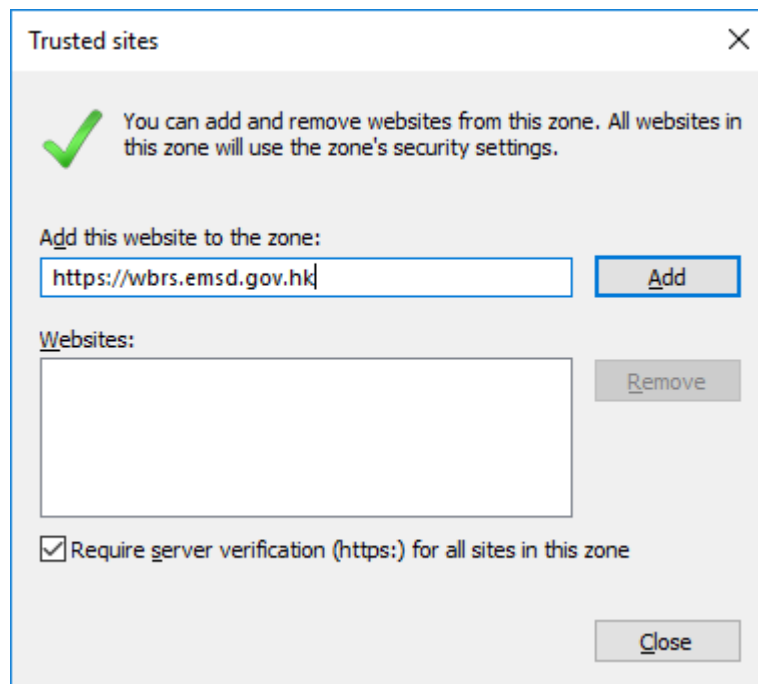 Trusted sites
You can add and remove websites from this zone. All websites in
this zone will use the zone's security settings.
Add this website to the zone:
https://wbrs.emsd.gov.hk
Add
Websites:
Remove
Require server verification (https:) for all sites in this zone
Close